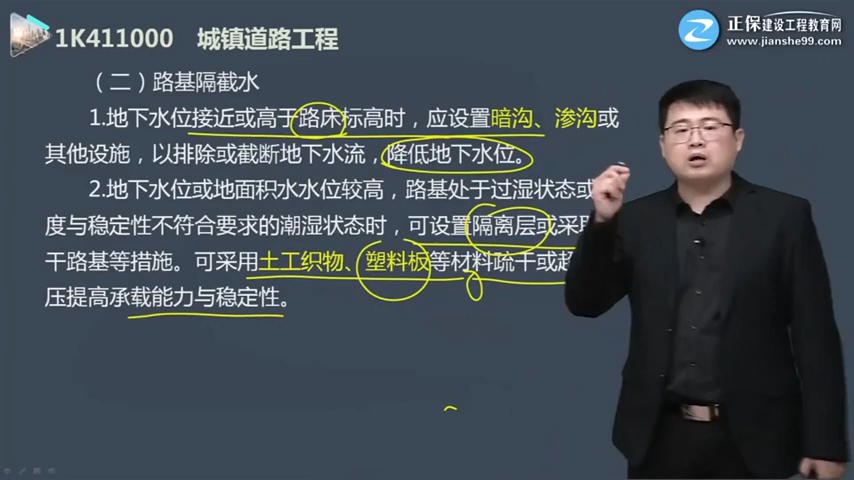 1K411000 城镇道路工程
正保建设工程教育网
www.jianshe99.com
（二）路基隔截水
1.地下水位接近或高于路床标高时，应设置暗沟、渗沟或
其他设施，以排除或截断地下水流，降低地下水位。
2.地下水位或地面积水水位较高，路基处于过湿状态或
度与稳定性不符合要求的潮湿状态时，可设置隔离层或采
干路基等措施。可采用土工织物、塑料板等材料疏干或超
压提高承载能力与稳定性。